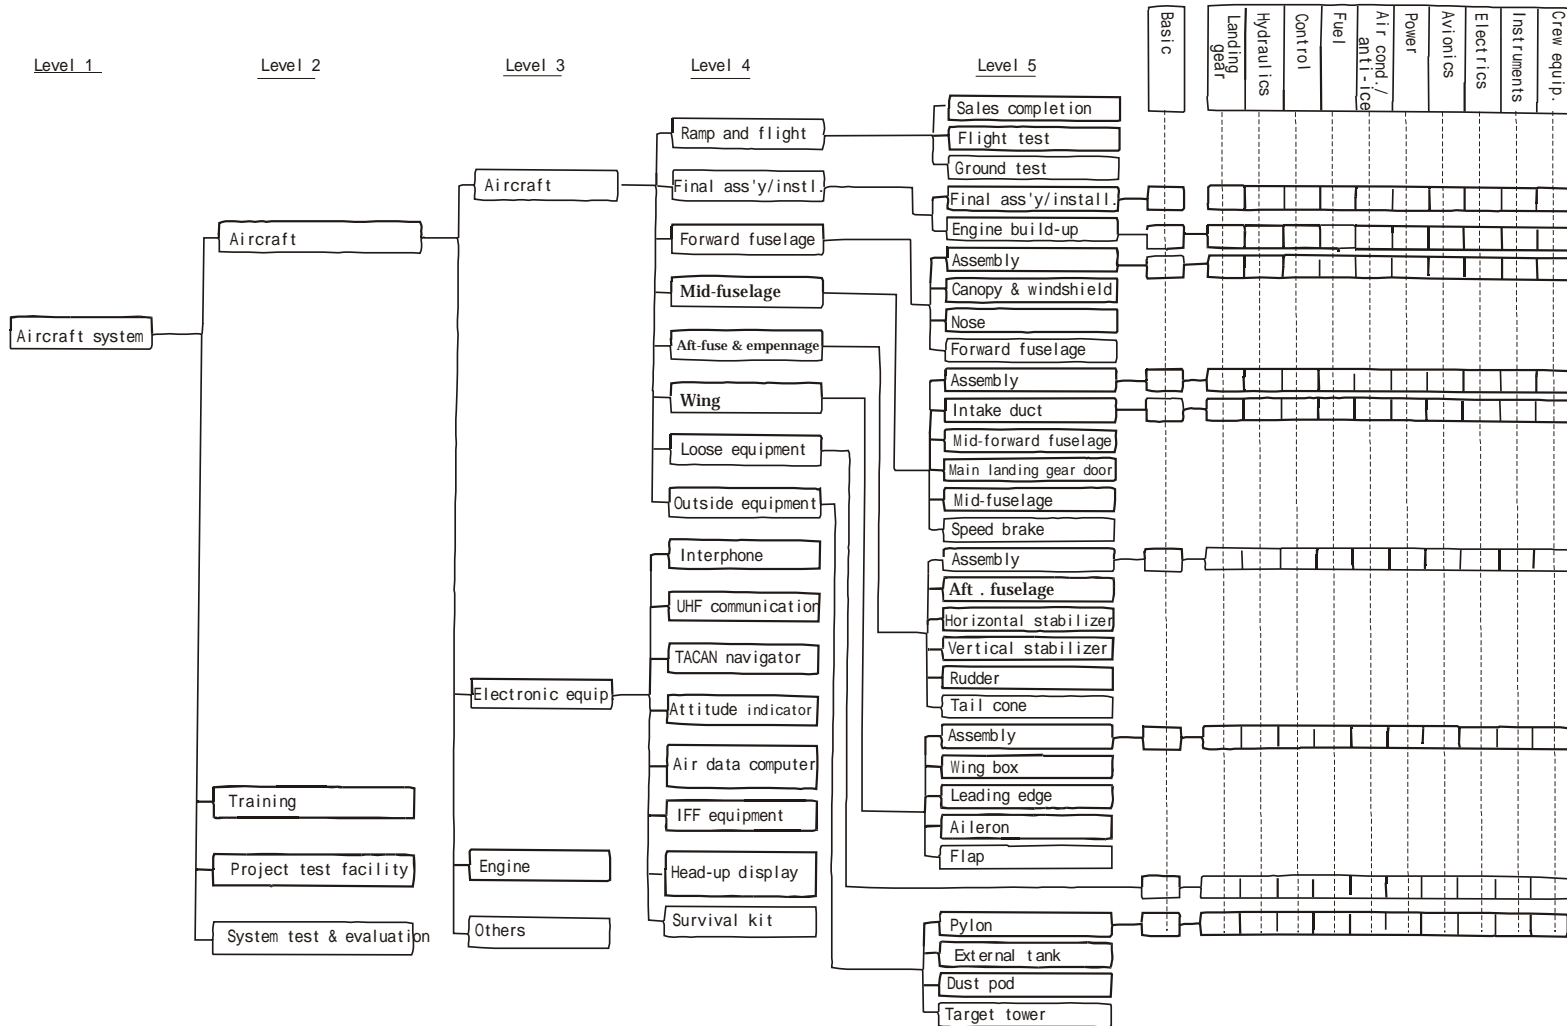 Level 1
Level 2
Level 3
Level 4
Level 5
Basic
Landing
gear
Hydraulics
Control
Fuel
Air cond./
anti-ice
Power
Avionics
Electrics
Instruments
Crew equip.
Aircraft system
Aircraft
Training
Project test facility
System test & evaluation
Aircraft
Electronic equip
Engine
Others
Ramp and flight
Final ass'y/instl.
Forward fuselage
Mid-fuselage
Aft-fuse & empennage
Wing
Loose equipment
Outside equipment
Interphone
UHF communication
TACAN navigator
Attitude indicator
Air data computer
IFF equipment
Head-up display
Survival kit
Sales completion
Flight test
Ground test
Final ass'y/install.
Engine build-up
Assembly
Canopy & windshield
Nose
Forward fuselage
Assembly
Intake duct
Mid-forward fuselage
Main landing gear door
Mid-fuselage
Speed brake
Assembly
Aft . fuselage
Horizontal stabilizer
Vertical stabilizer
Rudder
Tail cone
Assembly
Wing box
Leading edge
Aileron
Flap
Pylon
External tank
Dust pod
Target tower